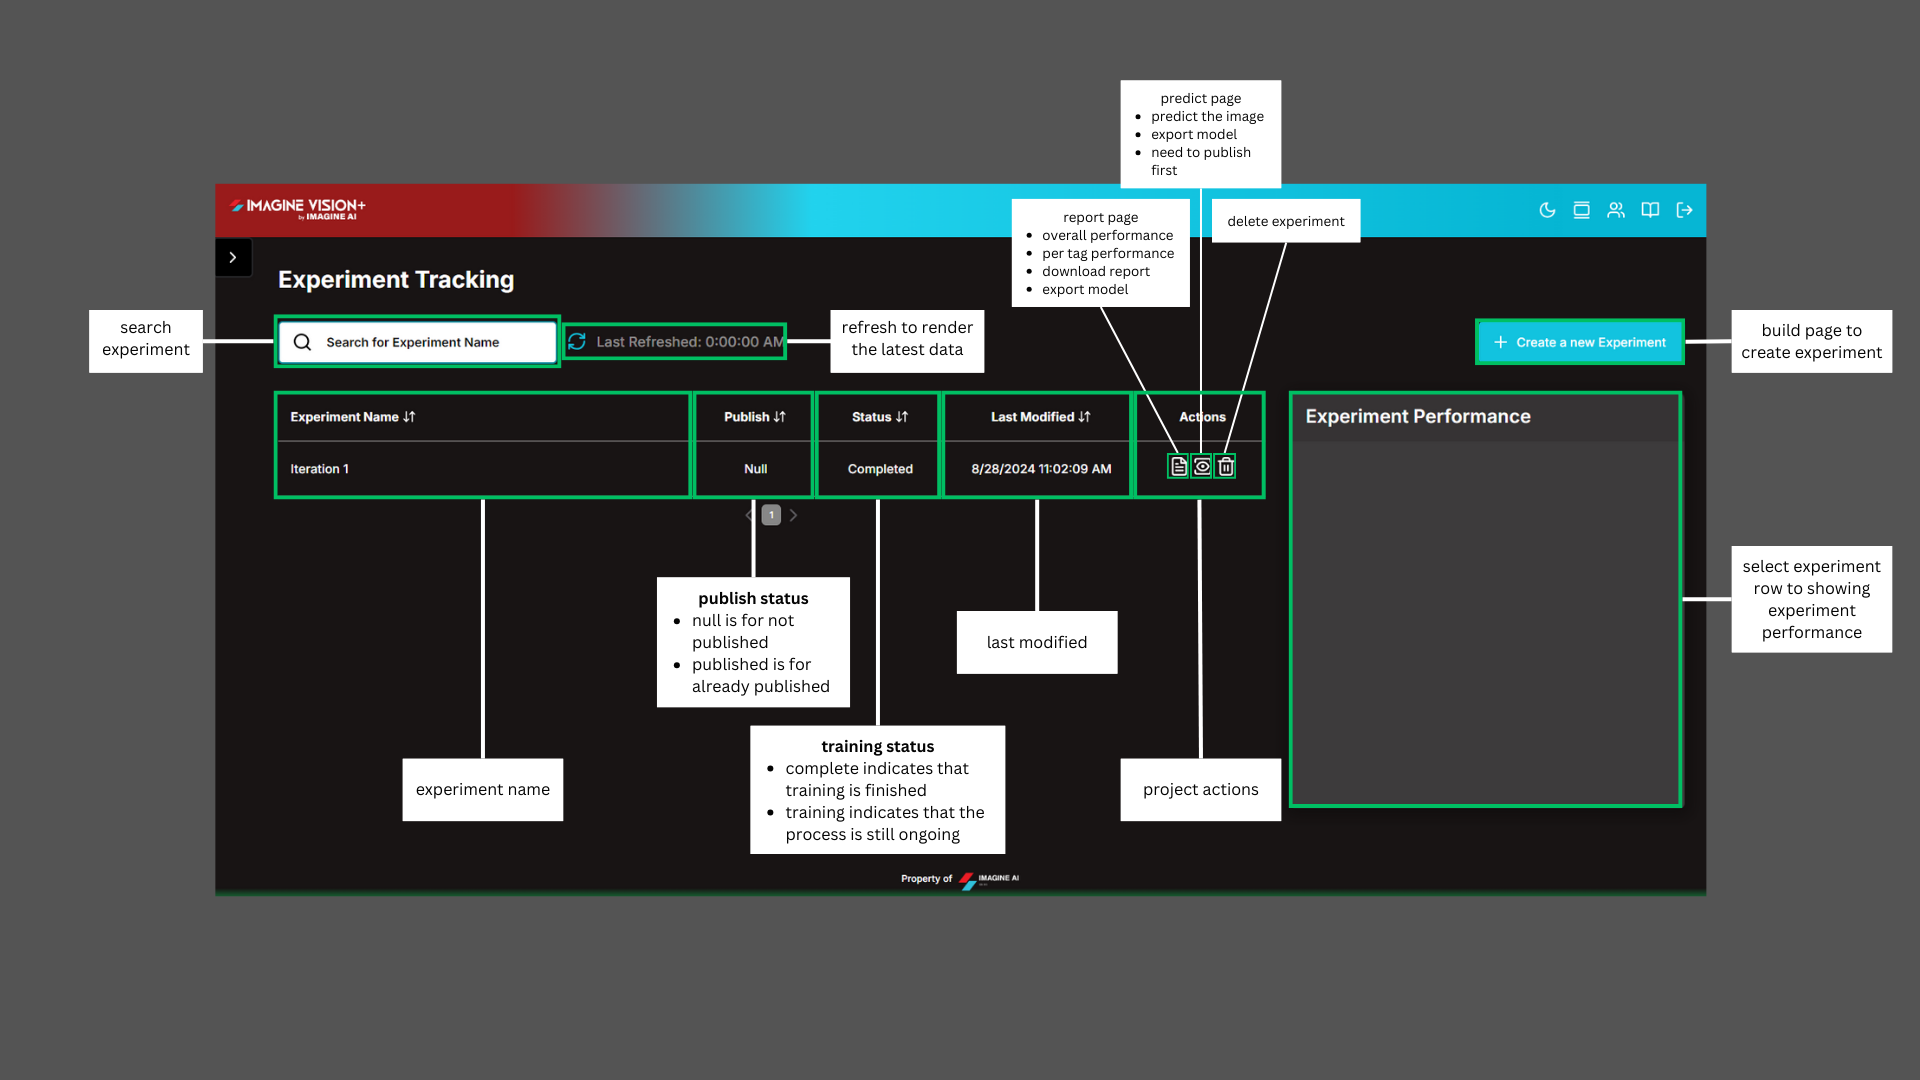 predict page
predict the image
export model
need to publish
first
IMAGINE VISION+
by IMAGINE AI
report page
overall performance
per tag performance
download report
export model
delete experiment
Experiment Tracking
search
experiment
Search for Experiment Name
Last Refreshed: 0:00:00 AM
refresh to render
the latest data
Create a new Experiment
build page to
create experiment
Experiment Name
Publish
Status
Last Modified
Actions
Experiment Performance
Iteration 1
Null
Completed
8/28/2024 11:02:09 AM
1
publish status
null is for not
published
published is for
already published
last modified
select experiment
row to showing
experiment
performance
training status
complete indicates that
training is finished
training indicates that the
process is still ongoing
experiment name
project actions
Property of
IMAGINE AI